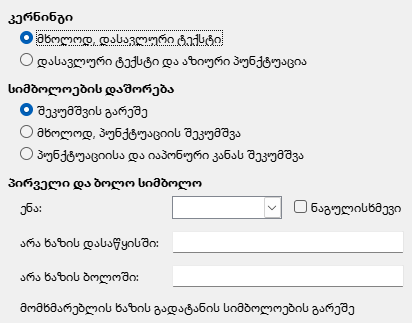 კერნინგი
მხოლოდ, დასავლური ტექსტი
დასავლური ტექსტი და აზიური პუნქტუაცია
სიმბოლოების დაშორება
შეკუმშვის გარეშე
მხოლოდ, პუნქტუაციის შეკუმშვა
პუნქტუაციისა და იაპონური კანას შეკუმშვა
პირველი და ბოლო სიმბოლო
ენა: ნაგულისხმევი
არა ხაზის დასაწყისში:
არა ხაზის ბოლოში:
მომხმარებლის ხაზის გადატანის სიმბოლოების გარეშე